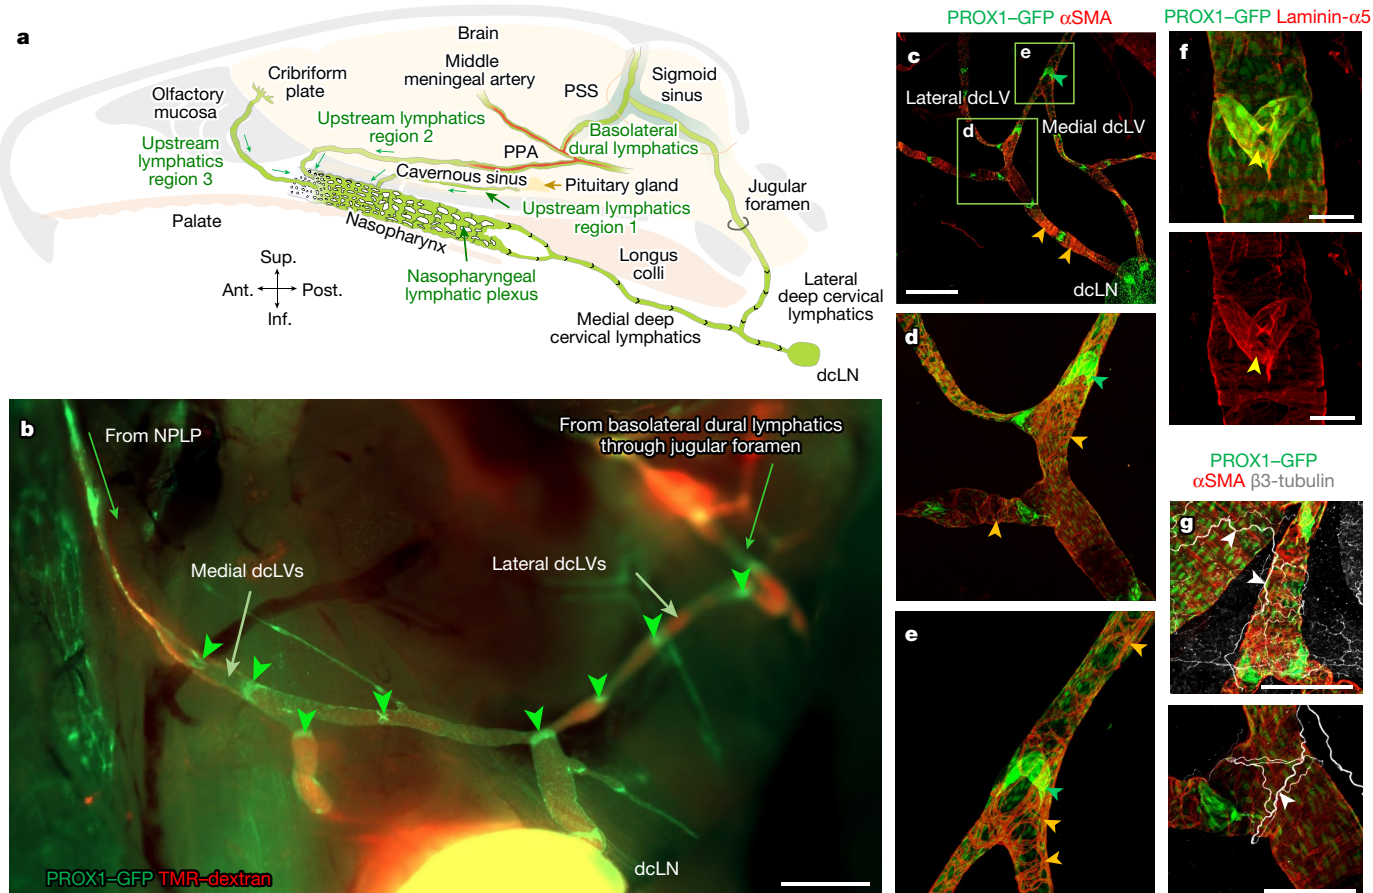 a
Brain
Middle
meningeal artery
Cribriform
plate
Olfactory
mucosa
PSS
Sigmoid
sinus
Upstream lymphatics
region 2
Basolateral
dural lymphatics
Upstream
lymphatics
region 3
PPA
Cavernous sinus
Pituitary gland
Jugular
foramen
Upstream lymphatics
region 1
Palate
Nasopharynx
Longus
colli
Sup.
Ant.
Post.
Inf.
Nasopharyngeal
lymphatic plexus
Lateral
deep cervical
lymphatics
Medial deep
cervical lymphatics
dcLN
b
From NPLP
From basolateral dural lymphatics
through jugular foramen
Medial dcLVs
Lateral dcLVs
dcLN
PROX1–GFP TMR–dextran
PROX1–GFP αSMA
c
e
Lateral dcLV
d
Medial dcLV
dcLN
d
e
PROX1–GFP Laminin-α5
f
PROX1–GFP
αSMA β3-tubulin
g